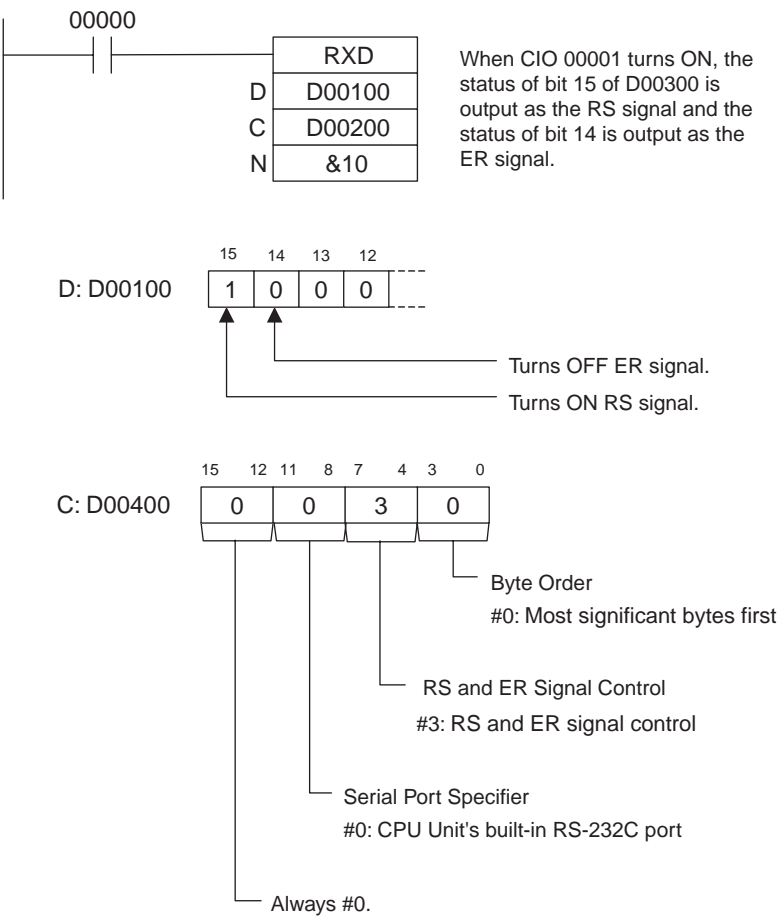 00000
RXD
D D00100
C D00200
N &10
When CIO 00001 turns ON, the
status of bit 15 of D00300 is
output as the RS signal and the
status of bit 14 is output as the
ER signal.
15 14 13 12
D: D00100 1 0 0 0
Turns OFF ER signal.
Turns ON RS signal.
15 12 11 8 7 4 3 0
C: D00400 0 0 3 0
Byte Order
#0: Most significant bytes first
RS and ER Signal Control
#3: RS and ER signal control
Serial Port Specifier
#0: CPU Unit's built-in RS-232C port
Always #0.